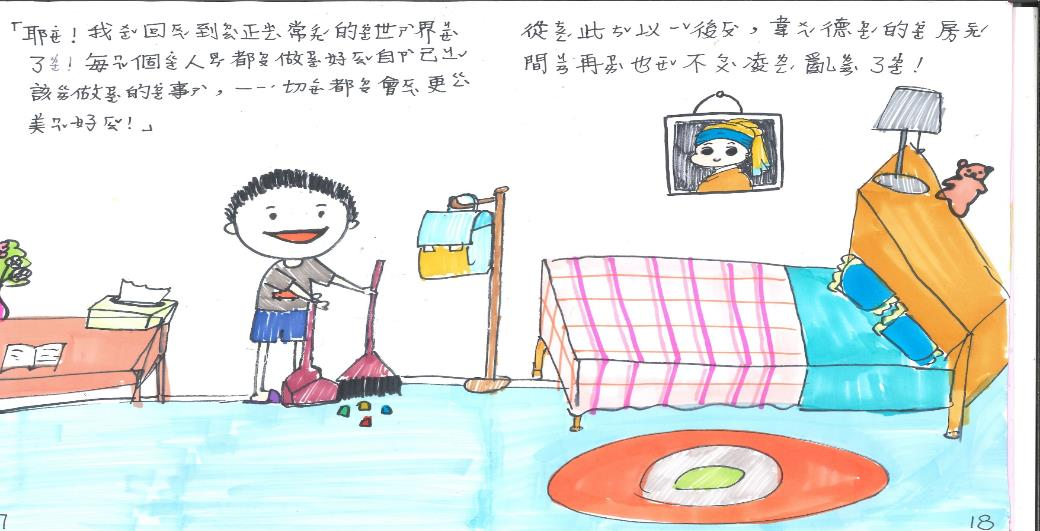 「耶！我回到正常的世界
了！每個人都做好自己
該做的事，一切都會更
美好！」
從此以後，韋德的房
間再也不凌亂了！
7
18